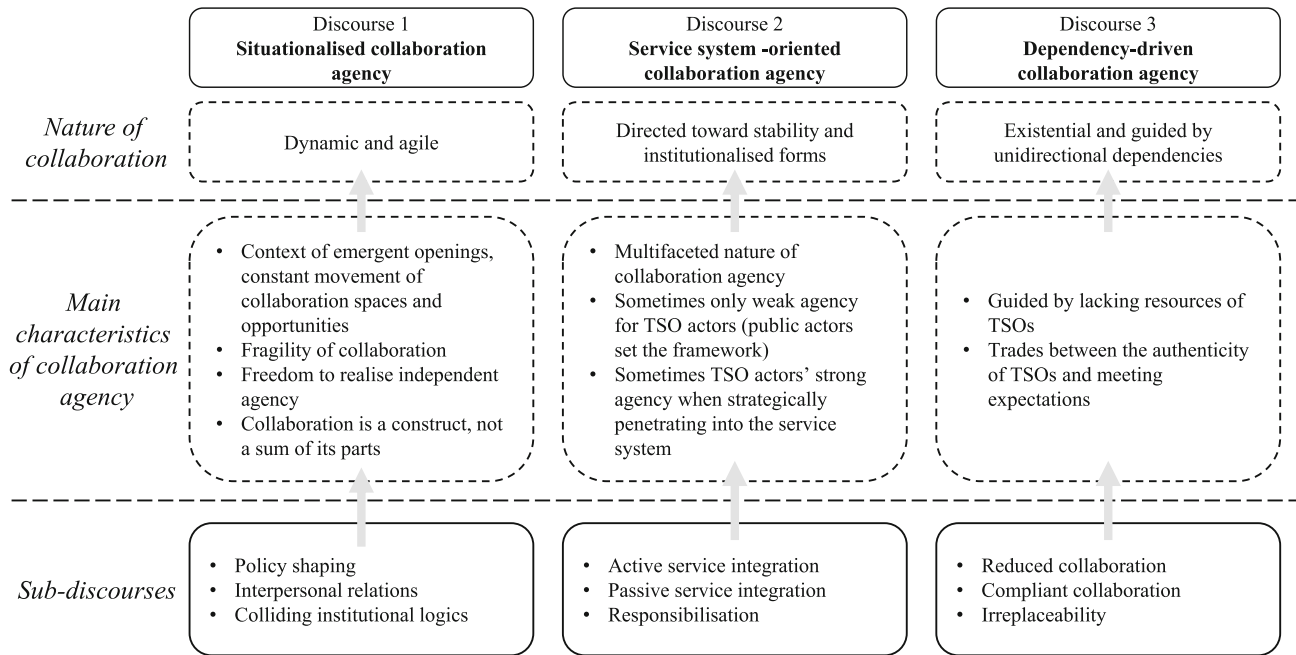 Discourse 1
Situationalised collaboration
agency
Discourse 2
Service system -oriented
collaboration agency
Discourse 3
Dependency-driven
collaboration agency
Nature of
collaboration
Dynamic and agile
Directed toward stability and
institutionalised forms
Existential and guided by
unidirectional dependencies
Main
characteristics
of collaboration
agency
• Context of emergent openings,
constant movement of
collaboration spaces and
opportunities
• Fragility of collaboration
• Freedom to realise independent
agency
• Collaboration is a construct, not
a sum of its parts
• Multifaceted nature of
collaboration agency
• Sometimes only weak agency
for TSO actors (public actors
set the framework)
• Sometimes TSO actors’ strong
agency when strategically
penetrating into the service
system
• Guided by lacking resources of
TSOs
• Trades between the authenticity
of TSOs and meeting
expectations
Sub-discourses
• Policy shaping
• Interpersonal relations
• Colliding institutional logics
• Active service integration
• Passive service integration
• Responsibilisation
• Reduced collaboration
• Compliant collaboration
• Irreplaceability